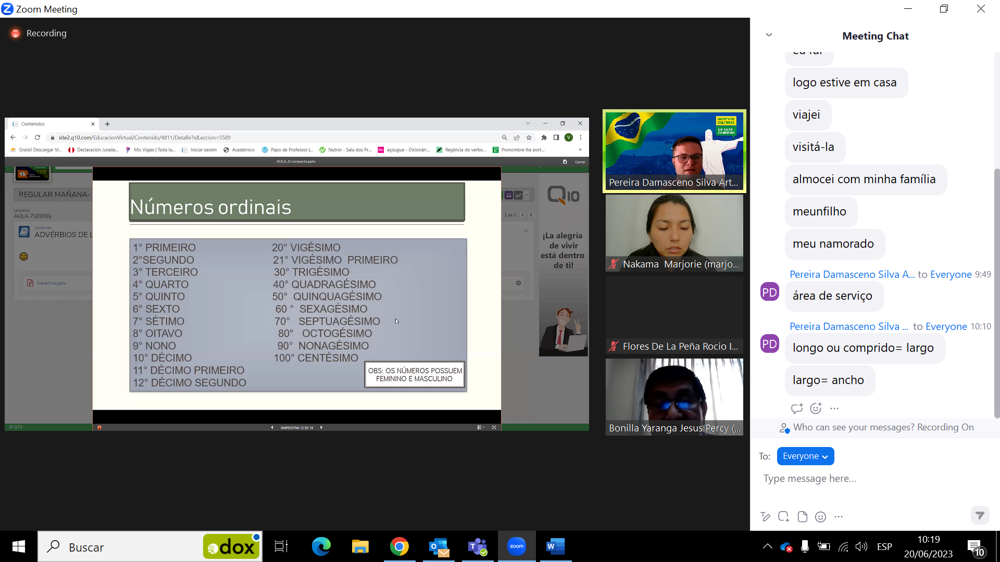 Zoom Meeting
Recording
Contenidos
site2.q10.com/EducacionVirtual/Contenido/4811/Detalle?idLeccion=5589
Gratis! Descargar Vi...
Declaración Jurada...
Mis Viajes | Toda la...
Iniciar sesión
Académico
Papo de Professor |...
Nutror - Sala dos Pr...
açougue - Dicionári...
Regência do verbo...
Pronombre lhe port...
»
AULA_6 compacta.pptx
Cerrar
REGULAR MAÑANA-
Lecciones:
AULA 7(20/06)
Contenido:
ADVÉRBIOS DE L
Adverbios.pptx
© Q10
Números ordinais
1° PRIMEIRO
2°SEGUNDO
3° TERCEIRO
4° QUARTO
5° QUINTO
6° SEXTO
7° SÉTIMO
8° OITAVO
9° NONO
10° DÉCIMO
11° DÉCIMO PRIMEIRO
12° DÉCIMO SEGUNDO
20° VIGÉSIMO
21° VIGÉSIMO PRIMEIRO
30° TRIGÉSIMO
40° QUADRAGÉSIMO
50° QUINQUAGÉSIMO
60 ° SEXAGÉSIMO
70° SEPTUAGÉSIMO
80° OCTOGÉSIMO
90° NONAGÉSIMO
100° CENTÉSIMO
OBS: OS NÚMEROS POSSUEM
FEMININO E MASCULINO
DIAPOSITIVA 12 DE 14
1 de 1
Q10
¡La alegría
de vivir
está dentro
de ti!
INSTITUTO
CULTURAL
DA SILVA
CORDEIRO
Pereira Damasceno Silva Art...
Nakama Marjorie (marjo...
Flores De La Peña Rocio I...
Bonilla Yaranga Jesus Percy (...
Meeting Chat
eu fui
logo estive em casa
viajei
visitá-la
almocei com minha família
meunfilho
meu namorado
Pereira Damasceno Silva A... to Everyone 9:49
PD
área de serviço
Pereira Damasceno Silva ... to Everyone 10:10
PD
longo ou comprido= largo
largo= ancho
Who can see your messages? Recording On
To: Everyone
Type message here...
Buscar
dox
zoom
ESP
10:19
20/06/2023
10